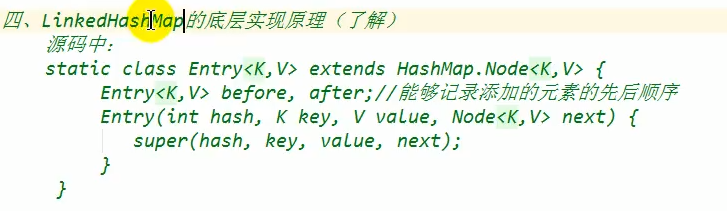 四、LinkedHashMap的底层实现原理（了解）
源码中：
static class Entry<K,V> extends HashMap.Node<K,V> {
Entry<K,V> before, after;//能够记录添加的元素的先后顺序
Entry(int hash, K key, V value, Node<K,V> next) {
super(hash, key, value, next);
}
}